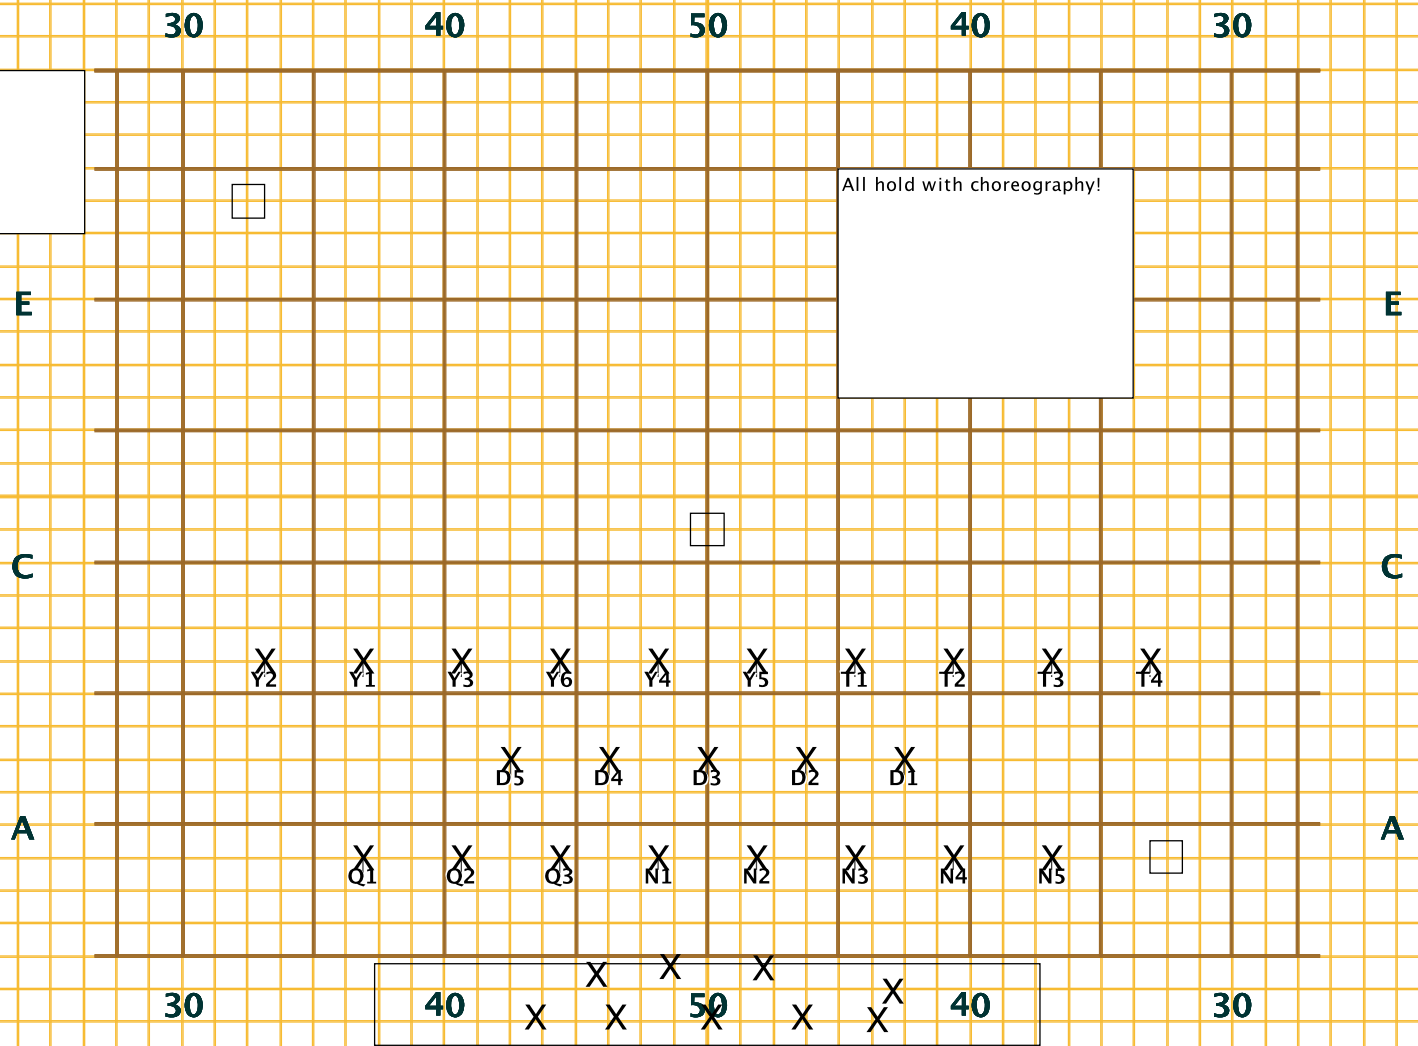 30 40 50 40 30
All hold with choreography!
E E
C C
Y2 Y1 Y3 Y6 Y4 Y5 T1 T2 T3 T4
D5 D4 D3 D2 D1
A A
Q1 Q2 Q3 N1 N2 N3 N4 N5
30 40 50 40 30